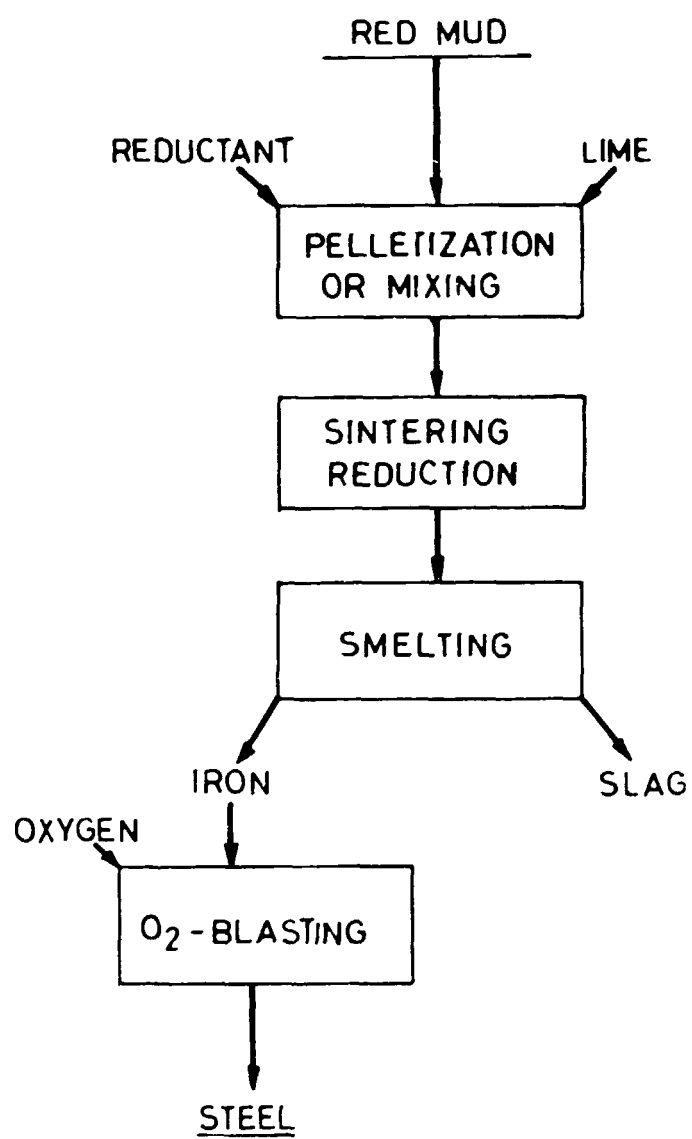 RED MUD
REDUCTANT
LIME
PELLETIZATION
OR MIXING
SINTERING
REDUCTION
SMELTING
IRON
SLAG
OXYGEN
O₂-BLASTING
STEEL